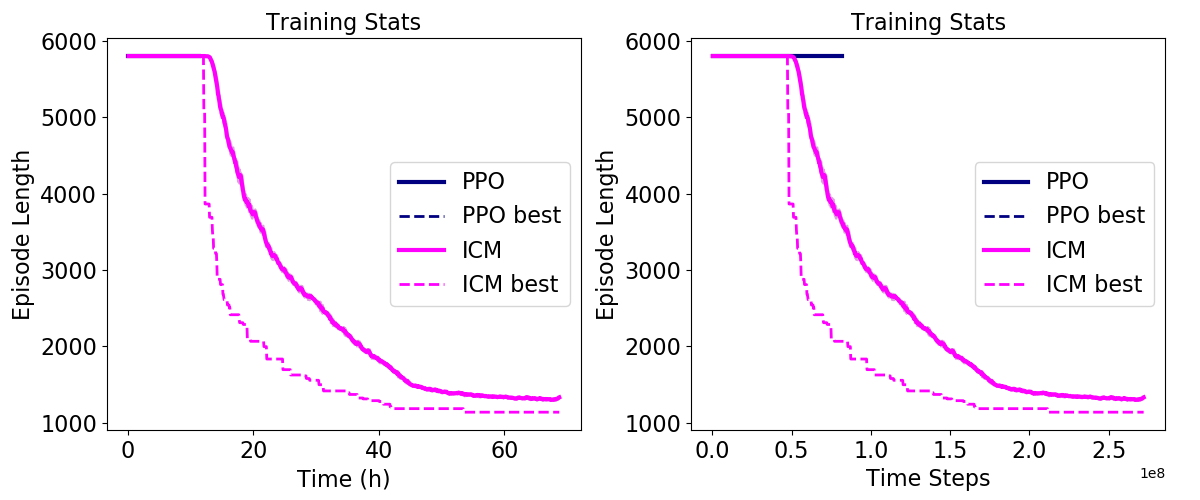 Training Stats
6000
5000
4000
3000
2000
1000
Episode Length
0
20
40
60
Time (h)
PPO
PPO best
ICM
ICM best
Training Stats
6000
5000
4000
3000
2000
1000
Episode Length
0.0
0.5
1.0
1.5
2.0
2.5
1e8
Time Steps
PPO
PPO best
ICM
ICM best